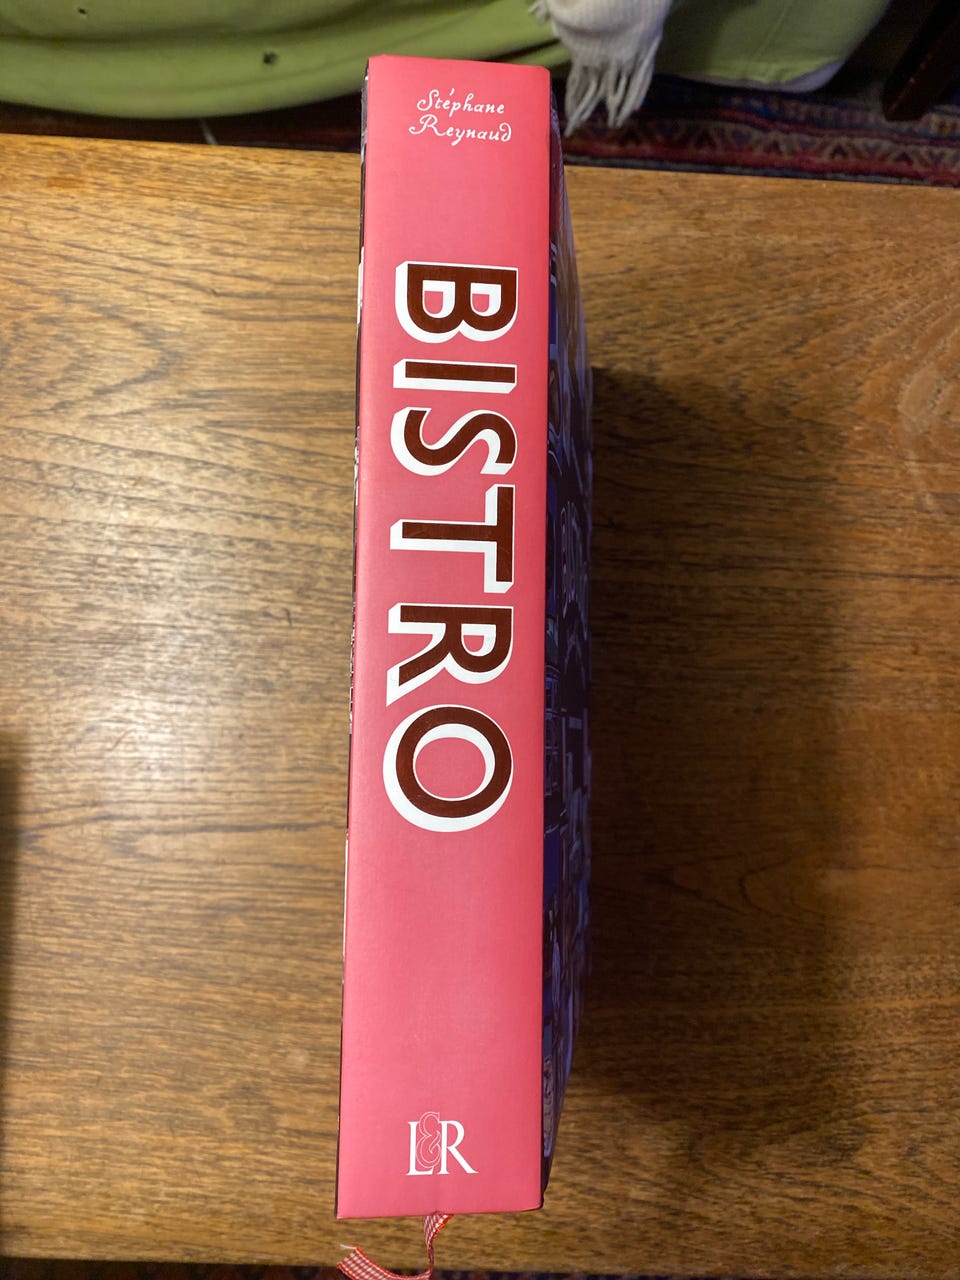 Stéphane
Reynaud
BISTRO
L&R